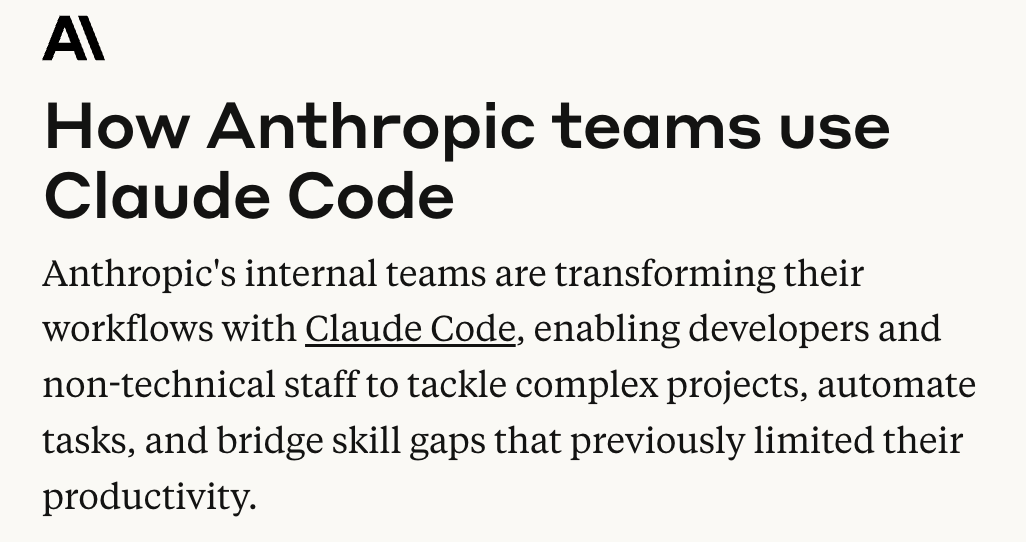 How Anthropic teams use
Claude Code
Anthropic's internal teams are transforming their
workflows with Claude Code, enabling developers and
non-technical staff to tackle complex projects, automate
tasks, and bridge skill gaps that previously limited their
productivity.